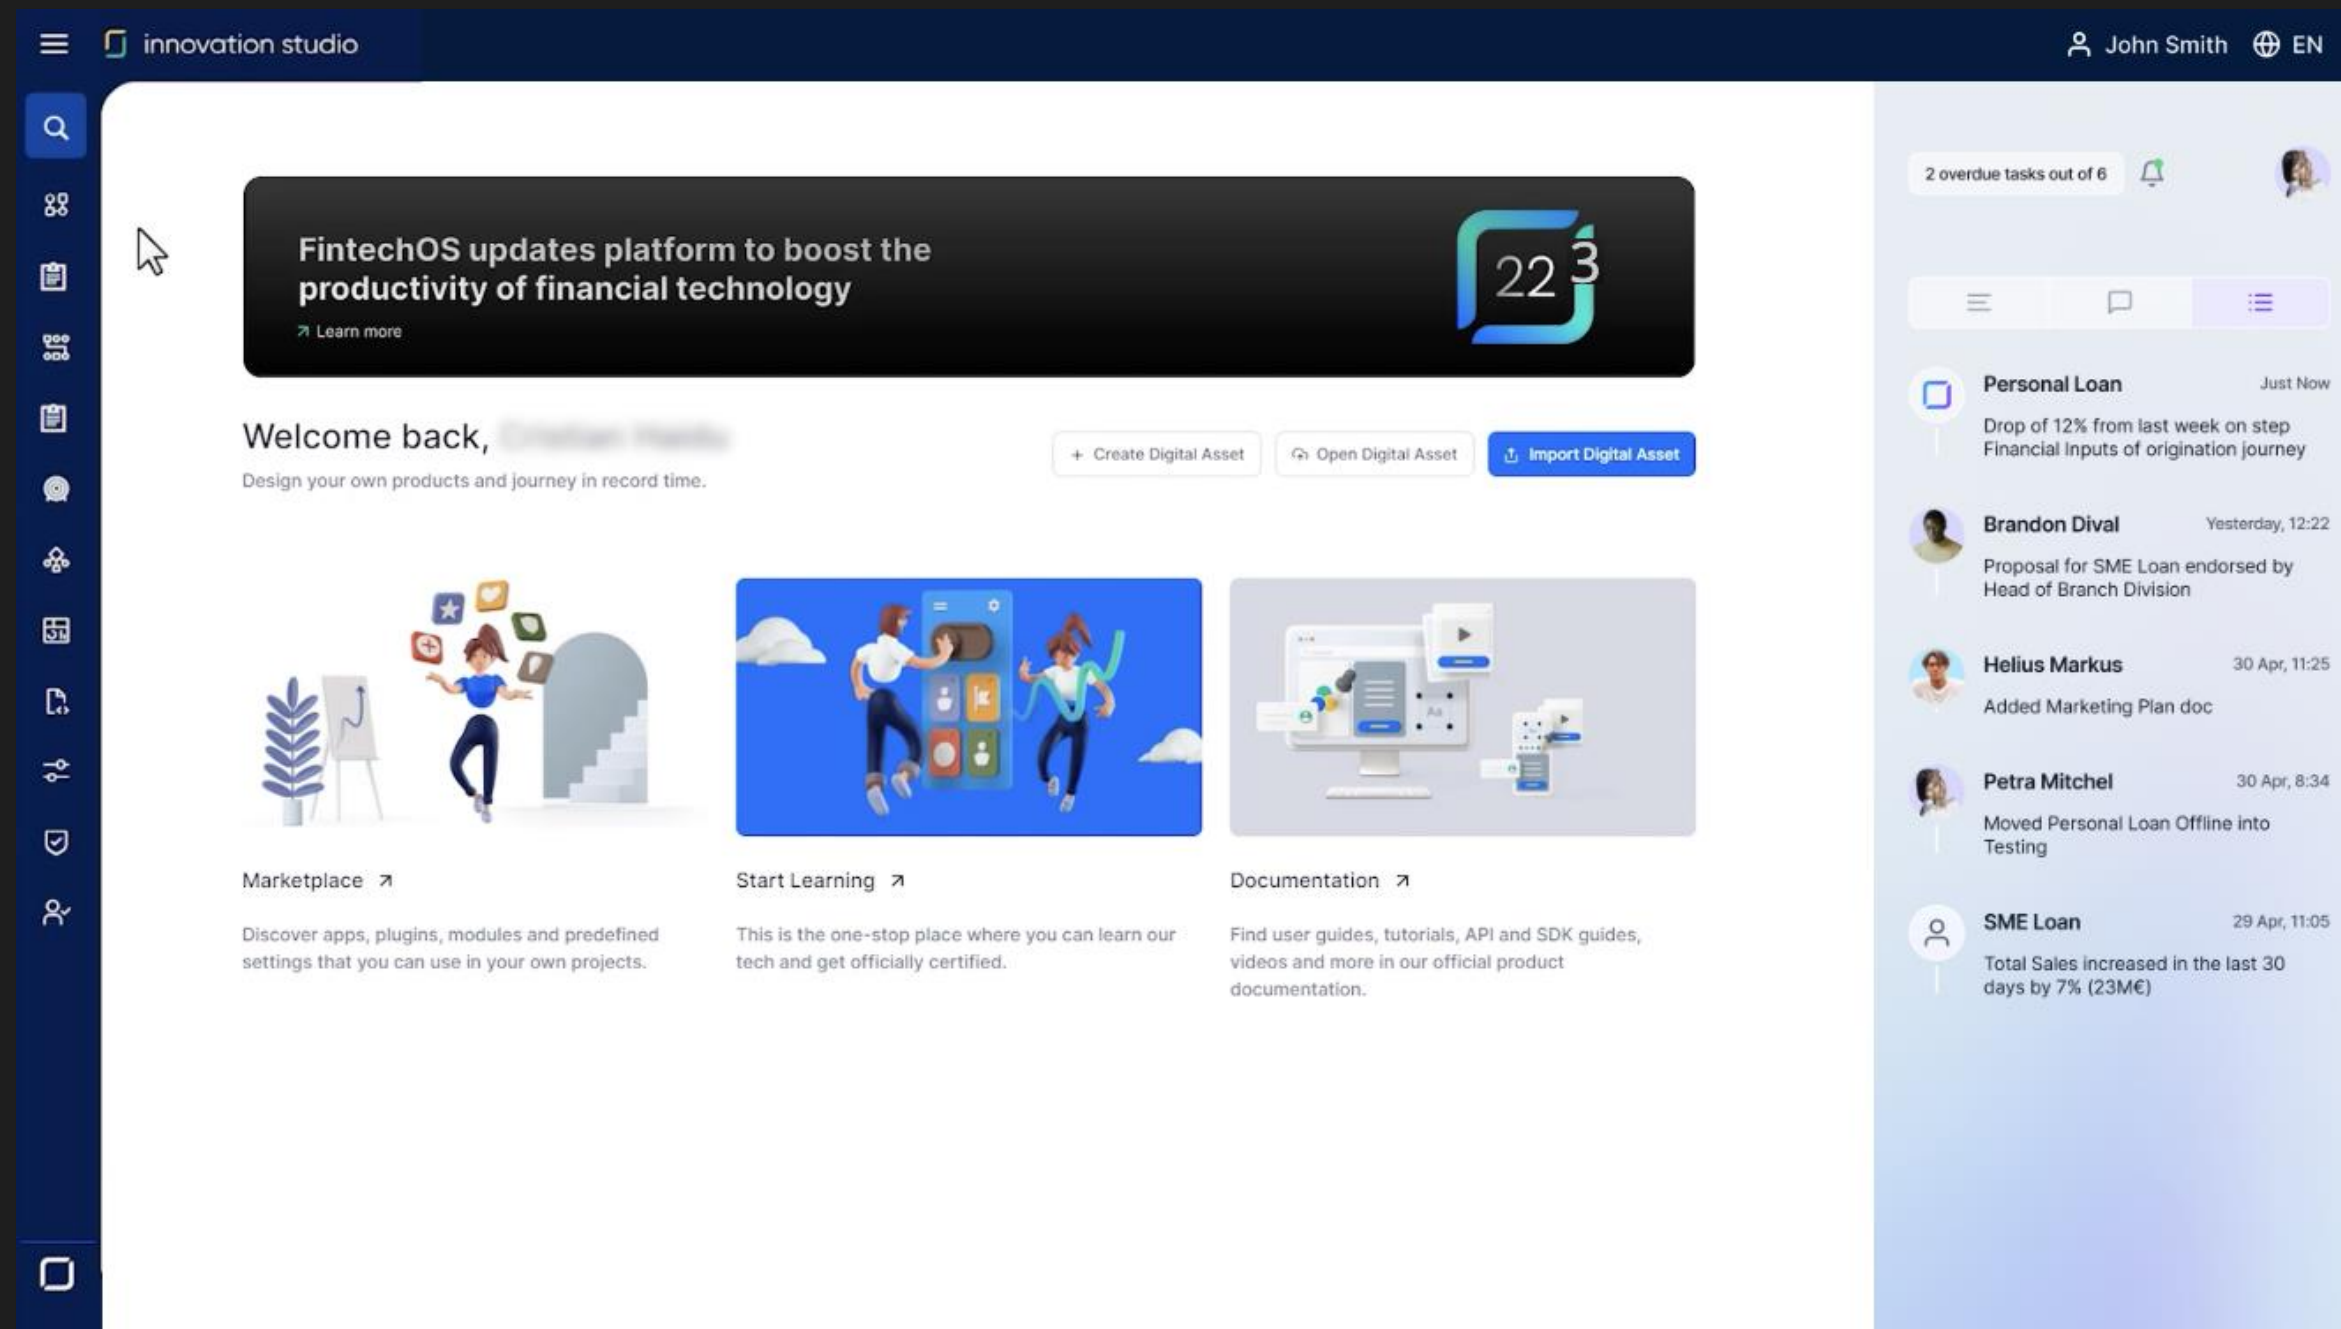 innovation studio
John Smith
EN
FintechOS updates platform to boost the
productivity of financial technology
Learn more
22 3
Welcome back,
Design your own products and journey in record time.
+ Create Digital Asset
Open Digital Asset
Import Digital Asset
Marketplace
Discover apps, plugins, modules and predefined
settings that you can use in your own projects.
Start Learning
This is the one-stop place where you can learn our
tech and get officially certified.
Aa
Documentation
Find user guides, tutorials, API and SDK guides,
videos and more in our official product
documentation.
2 overdue tasks out of 6
Personal Loan Just Now
Drop of 12% from last week on step
Financial Inputs of origination journey
Brandon Dival Yesterday, 12:22
Proposal for SME Loan endorsed by
Head of Branch Division
Helius Markus 30 Apr, 11:25
Added Marketing Plan doc
Petra Mitchel 30 Apr, 8:34
Moved Personal Loan Offline into
Testing
SME Loan 29 Apr, 11:05
Total Sales increased in the last 30
days by 7% (23M€)